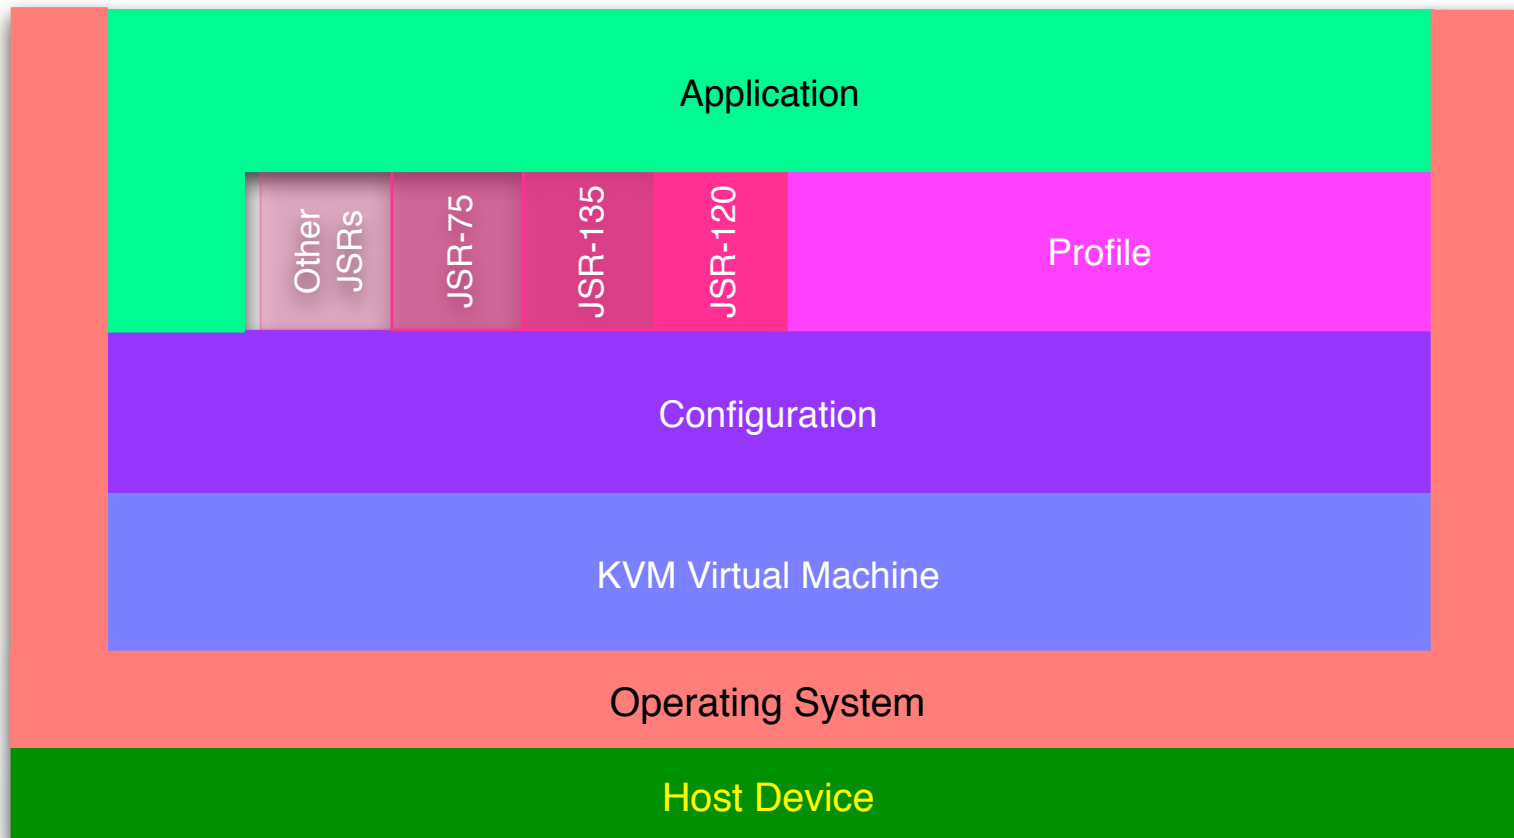 Application
Other
JSRs
JSR-75
JSR-135
JSR-120
Profile
Configuration
KVM Virtual Machine
Operating System
Host Device